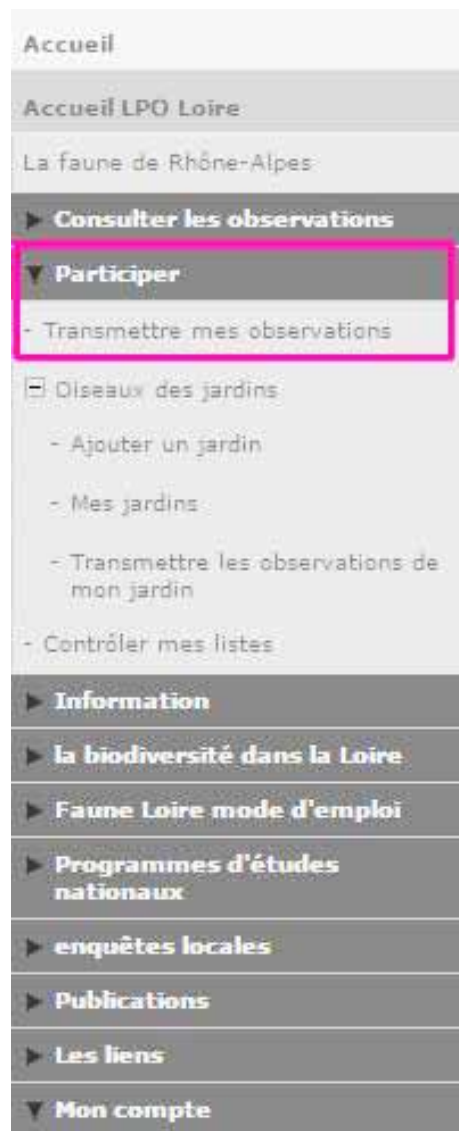 Accueil
Accueil LPO Loire
La faune de Rhône-Alpes
Consulter les observations
Participer
- Transmettre mes observations
Oiseaux des jardins
- Ajouter un jardin
- Mes jardins
- Transmettre les observations de
mon jardin
- Contrôler mes listes
Information
la biodiversité dans la Loire
Faune Loire mode d'emploi
Programmes d'études
nationaux
enquêtes locales
Publications
Les liens
Mon compte